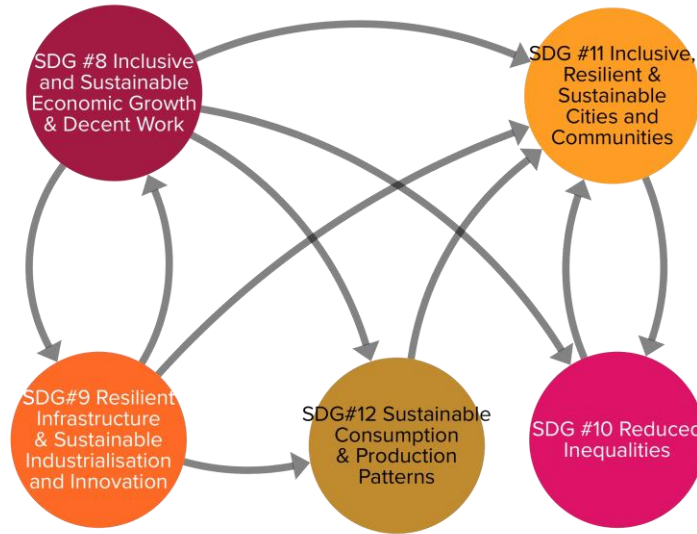 SDG #8 Inclusive
and Sustainable
Economic Growth
& Decent Work
SDG #11 Inclusive,
Resilient &
Sustainable
Cities and
Communities
SDG#9 Resilient
Infrastructure
& Sustainable
Industrialisation
and Innovation
SDG#12 Sustainable
Consumption
& Production
Patterns
SDG #10 Reduced
Inequalities